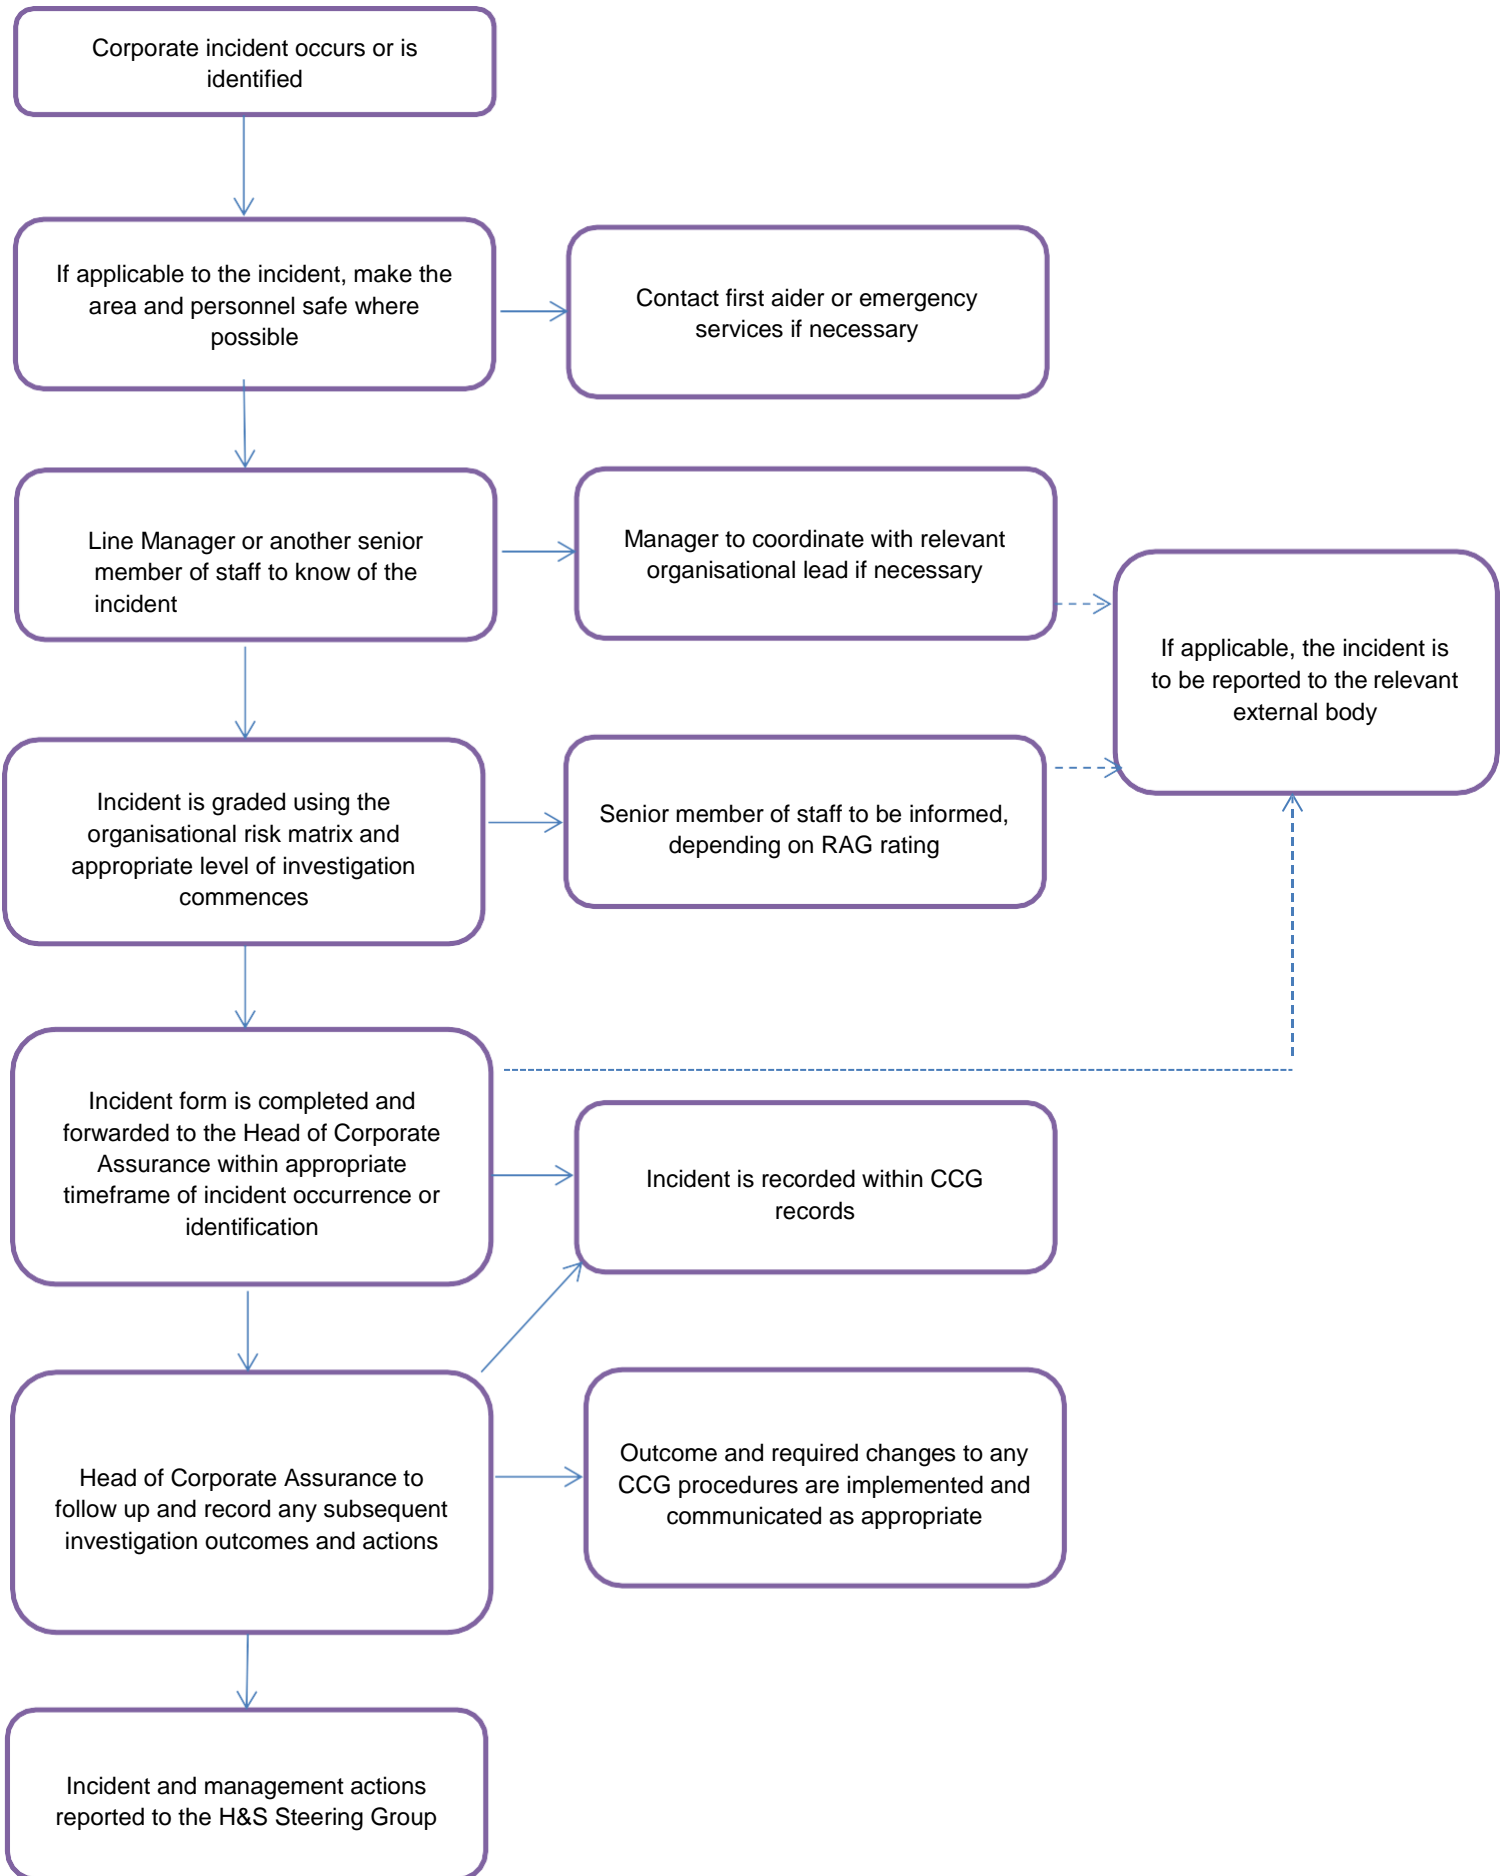 Corporate incident occurs or is
identified
If applicable to the incident, make the
area and personnel safe where
possible
Contact first aider or emergency
services if necessary
Line Manager or another senior
member of staff to know of the
incident
Manager to coordinate with relevant
organisational lead if necessary
If applicable, the incident is
to be reported to the relevant
external body
Incident is graded using the
organisational risk matrix and
appropriate level of investigation
commences
Senior member of staff to be informed,
depending on RAG rating
Incident form is completed and
forwarded to the Head of Corporate
Assurance within appropriate
timeframe of incident occurrence or
identification
Incident is recorded within CCG
records
Head of Corporate Assurance to
follow up and record any subsequent
investigation outcomes and actions
Outcome and required changes to any
CCG procedures are implemented and
communicated as appropriate
Incident and management actions
reported to the H&S Steering Group